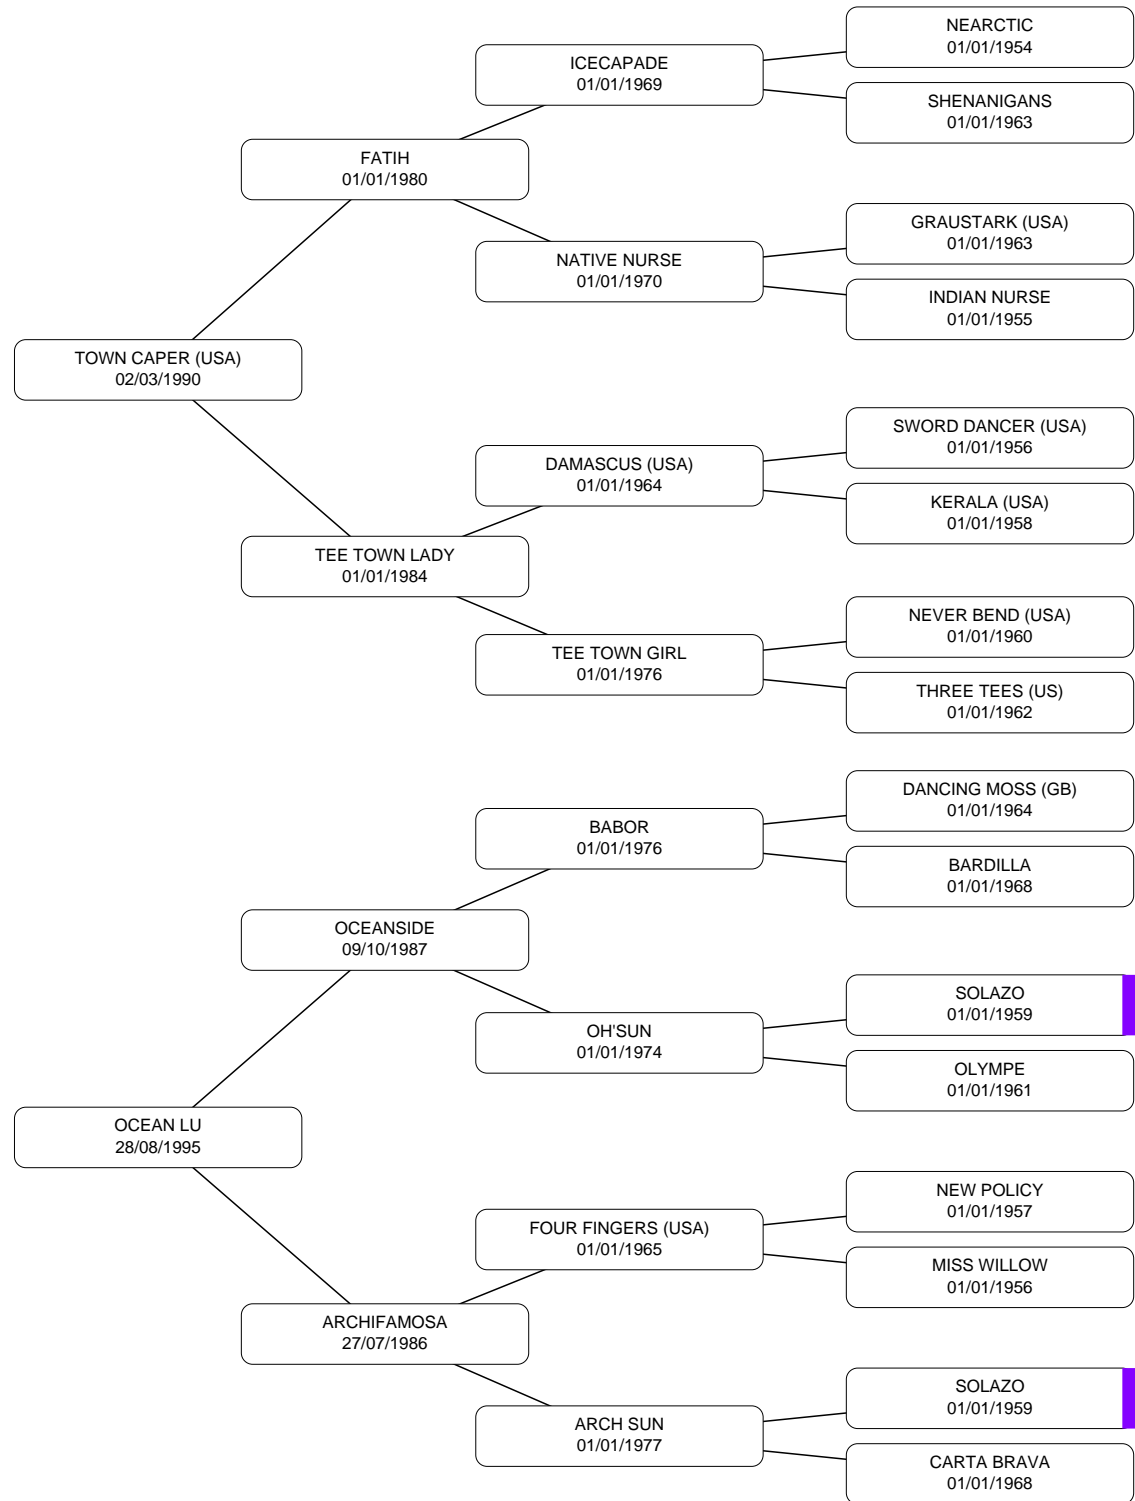 NEARCTIC
01/01/1954
ICECAPADE
01/01/1969
SHENANIGANS
01/01/1963
FATIH
01/01/1980
GRAUSTARK (USA)
01/01/1963
NATIVE NURSE
01/01/1970
INDIAN NURSE
01/01/1955
TOWN CAPER (USA)
02/03/1990
SWORD DANCER (USA)
01/01/1956
DAMASCUS (USA)
01/01/1964
KERALA (USA)
01/01/1958
TEE TOWN LADY
01/01/1984
NEVER BEND (USA)
01/01/1960
TEE TOWN GIRL
01/01/1976
THREE TEES (US)
01/01/1962
DANCING MOSS (GB)
01/01/1964
BABOR
01/01/1976
BARDILLA
01/01/1968
OCEANSIDE
09/10/1987
SOLAZO
01/01/1959
OH'SUN
01/01/1974
OLYMPE
01/01/1961
OCEAN LU
28/08/1995
NEW POLICY
01/01/1957
FOUR FINGERS (USA)
01/01/1965
MISS WILLOW
01/01/1956
ARCHIFAMOSA
27/07/1986
SOLAZO
01/01/1959
ARCH SUN
01/01/1977
CARTA BRAVA
01/01/1968